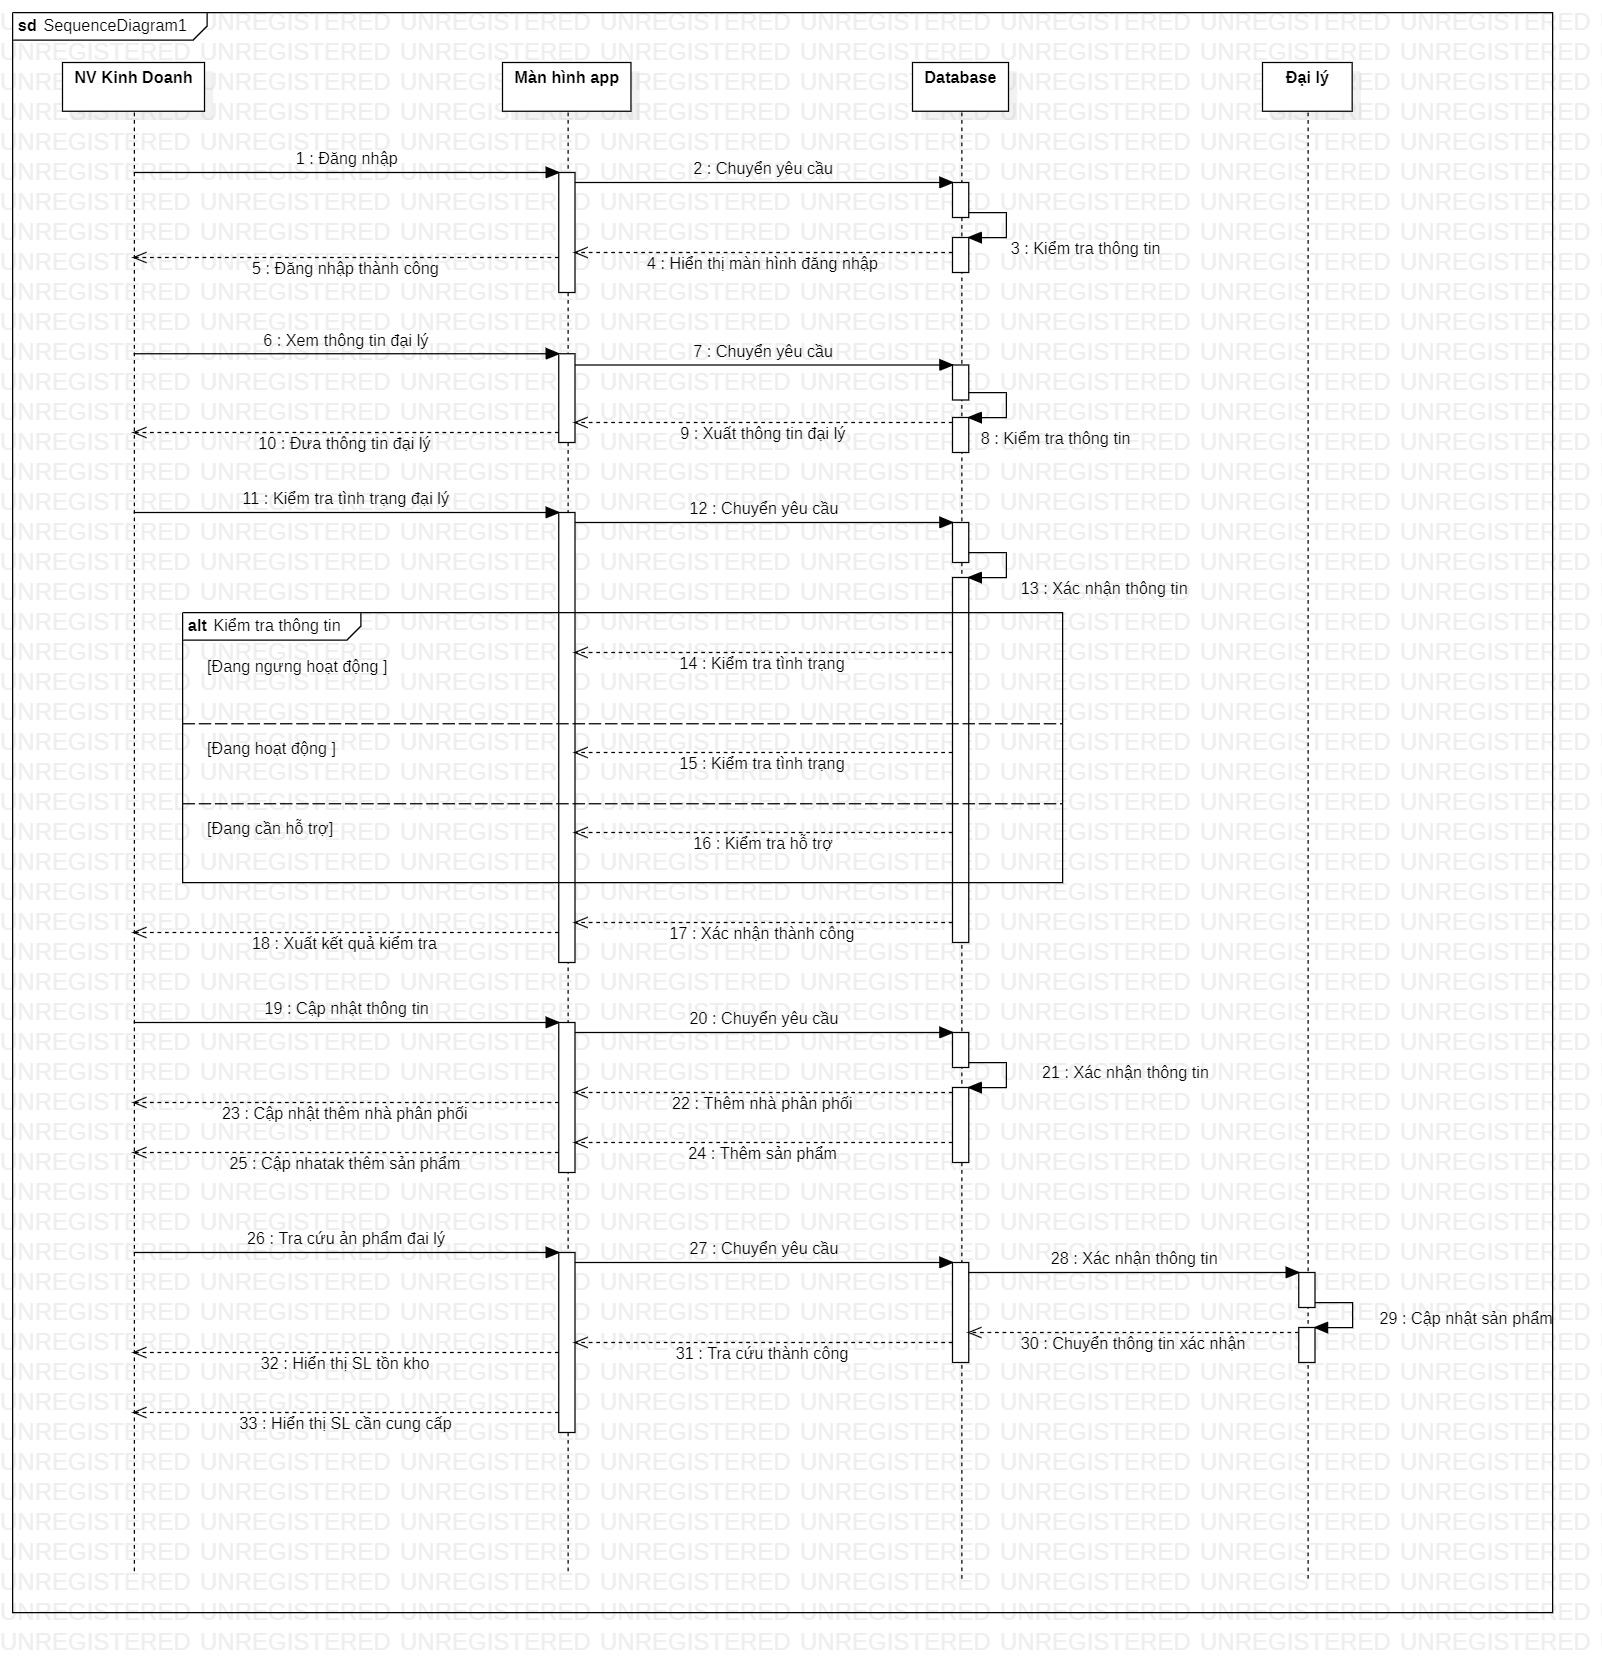 sd SequenceDiagram1
NV Kinh Doanh
Màn hình app
Database
Đại lý
1 : Đăng nhập
2 : Chuyển yêu cầu
3 : Kiểm tra thông tin
4 : Hiển thị màn hình đăng nhập
5 : Đăng nhập thành công
6 : Xem thông tin đại lý
7 : Chuyển yêu cầu
8 : Kiểm tra thông tin
9 : Xuất thông tin đại lý
10 : Đưa thông tin đại lý
11 : Kiểm tra tình trạng đại lý
12 : Chuyển yêu cầu
13 : Xác nhận thông tin
alt Kiểm tra thông tin
[Đang ngưng hoạt động ]
14 : Kiểm tra tình trạng
[Đang hoạt động ]
15 : Kiểm tra tình trạng
[Đang cần hỗ trợ]
16 : Kiểm tra hỗ trợ
17 : Xác nhận thành công
18 : Xuất kết quả kiểm tra
19 : Cập nhật thông tin
20 : Chuyển yêu cầu
21 : Xác nhận thông tin
22 : Thêm nhà phân phối
23 : Cập nhật thêm nhà phân phối
24 : Thêm sản phẩm
25 : Cập nhatak thêm sản phẩm
26 : Tra cứu ản phẩm đai lý
27 : Chuyển yêu cầu
28 : Xác nhận thông tin
29 : Cập nhật sản phẩm
30 : Chuyển thông tin xác nhận
31 : Tra cứu thành công
32 : Hiển thị SL tồn kho
33 : Hiển thị SL cần cung cấp
UNREGISTERED